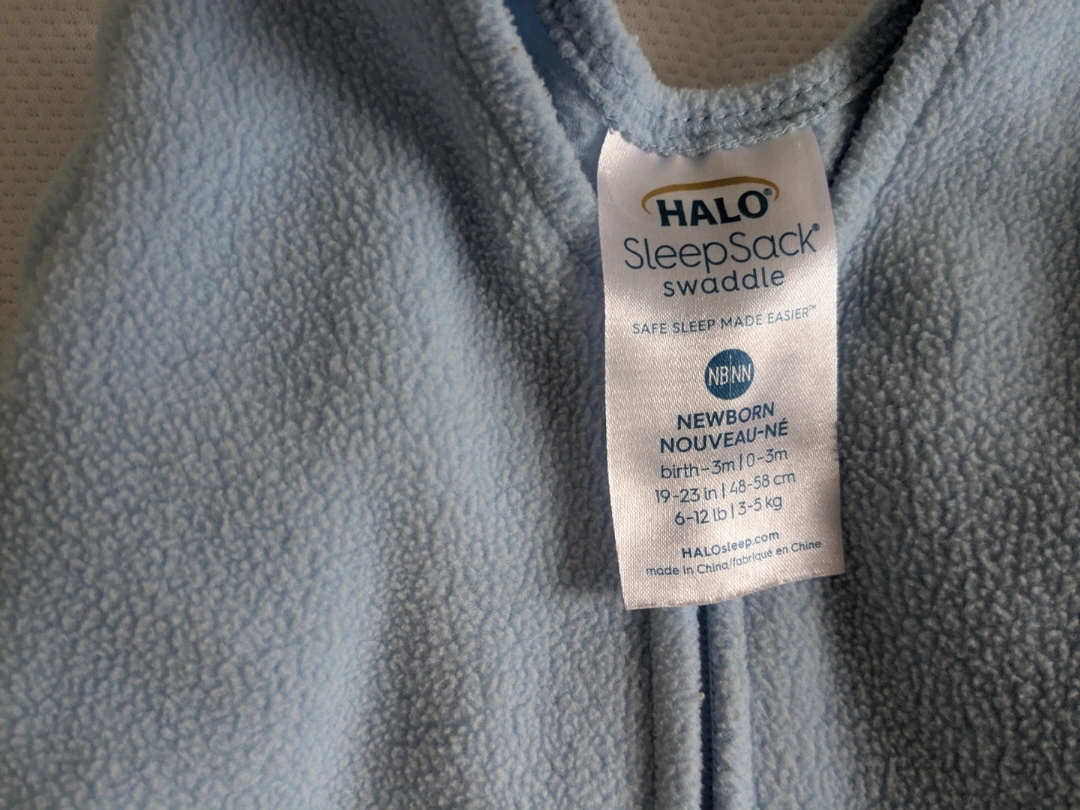 HALO®
SleepSack®
swaddle
SAFE SLEEP MADE EASIER™
NB|NN
NEWBORN
NOUVEAU-NÉ
birth-3m | 0-3m
19-23 in | 48-58 cm
6-12 lb | 3-5 kg
HALOsleep.com
made in China/fabriqué en Chine